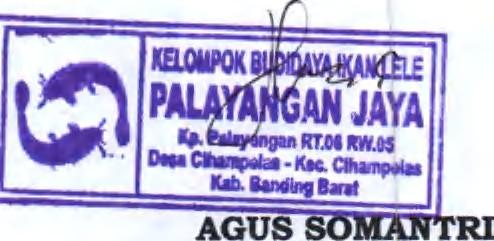 KELOMPOK BUDIDAYA IKAN LELE
PALAYANGAN JAYA
Kp. Palayangan RT.06 RW.05
Desa Cihampelas - Kec. Cihampelas
Kab. Banding Barat
AGUS SOMANTRI